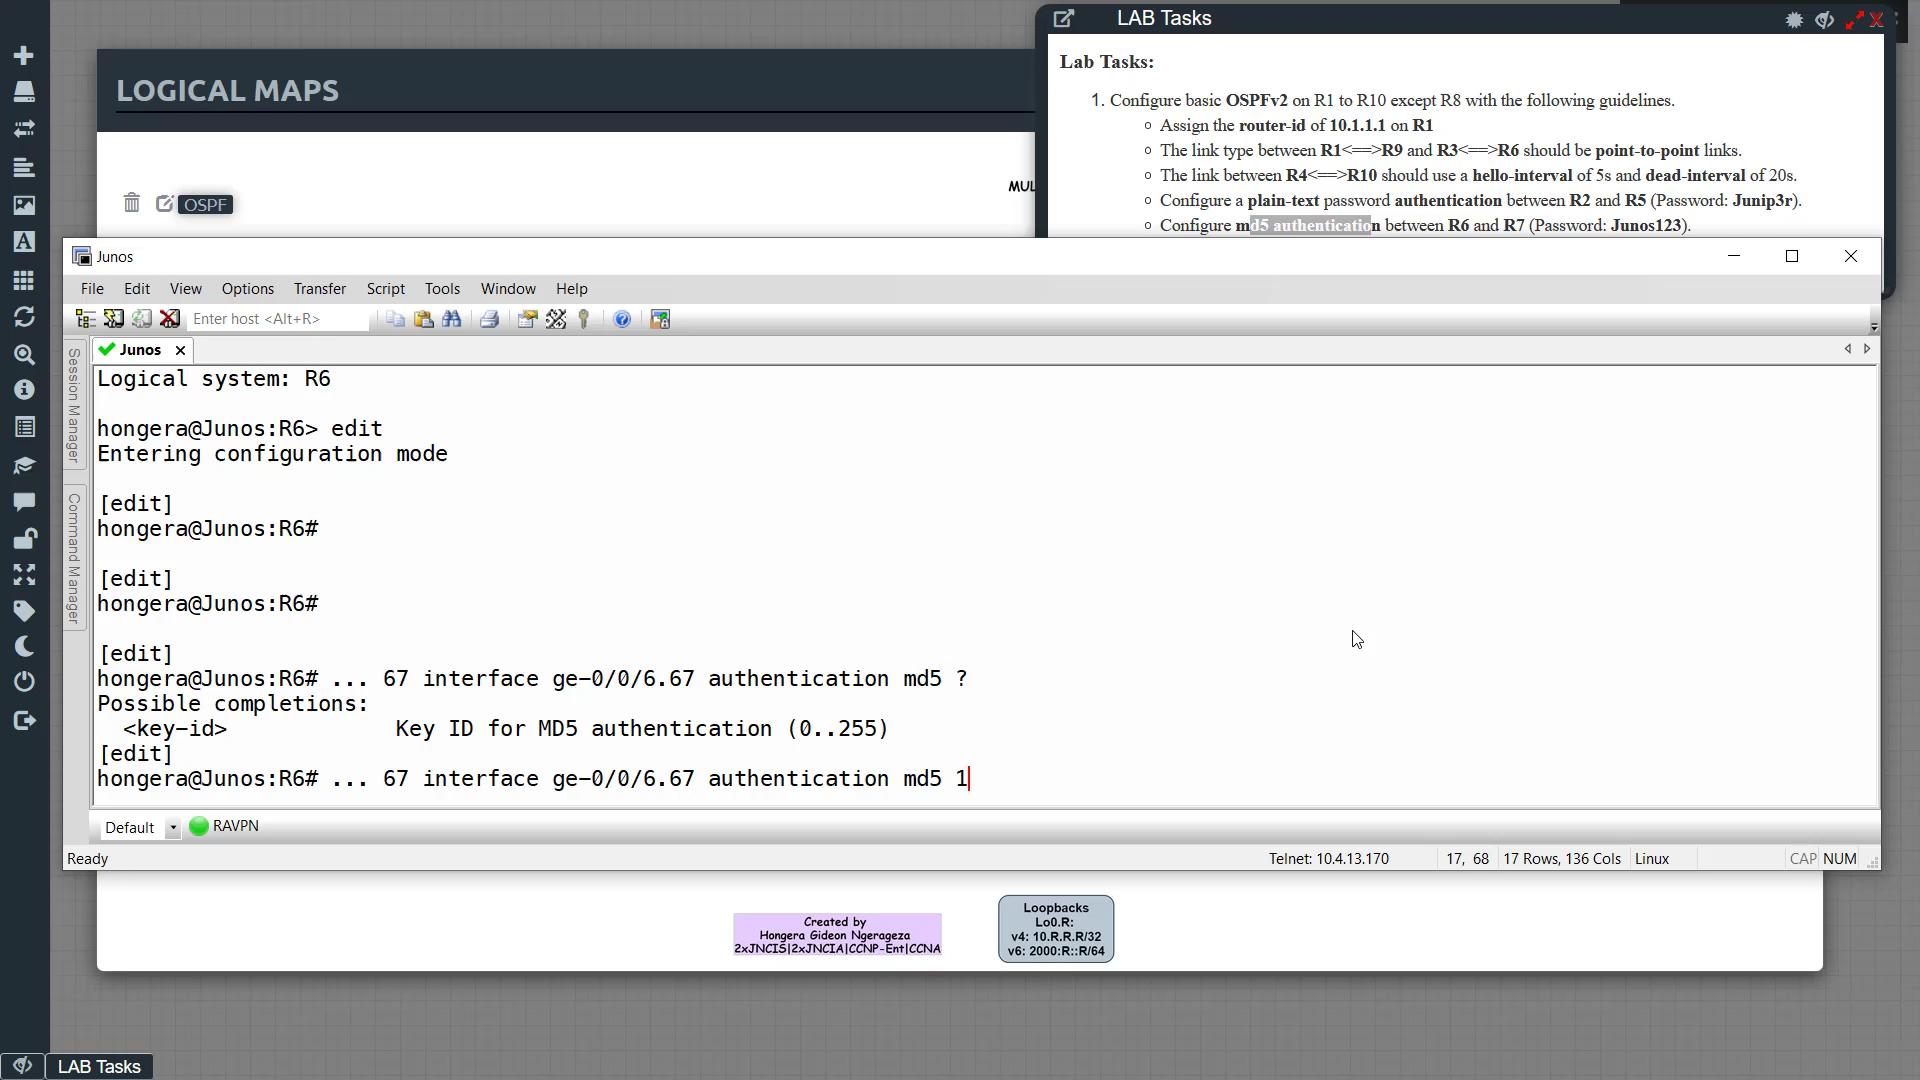 LAB Tasks
Lab Tasks:
1. Configure basic OSPFv2 on R1 to R10 except R8 with the following guidelines.
Assign the router-id of 10.1.1.1 on R1
The link type between R1<==>R9 and R3<==>R6 should be point-to-point links.
The link between R4<==>R10 should use a hello-interval of 5s and dead-interval of 20s.
Configure a plain-text password authentication between R2 and R5 (Password: Junip3r).
Configure md5 authentication between R6 and R7 (Password: Junos123).
LOGICAL MAPS
MUL
OSPF
Junos
File Edit View Options Transfer Script Tools Window Help
Enter host <Alt+R>
Junos
Session Manager
Command Manager
Logical system: R6
hongera@Junos:R6> edit
Entering configuration mode
[edit]
hongera@Junos:R6#
[edit]
hongera@Junos:R6#
[edit]
hongera@Junos:R6# ... 67 interface ge-0/0/6.67 authentication md5 ?
Possible completions:
<key-id> Key ID for MD5 authentication (0..255)
[edit]
hongera@Junos:R6# ... 67 interface ge-0/0/6.67 authentication md5 1
Default RAVPN
Ready Telnet: 10.4.13.170 17, 68 17 Rows, 136 Cols Linux CAP NUM
Created by
Hongera Gideon Ngerageza
2xJNCIS|2xJNCIA|CCNP-Ent|CCNA
Loopbacks
Lo0.R:
v4: 10.R.R.R/32
v6: 2000:R::R/64
LAB Tasks